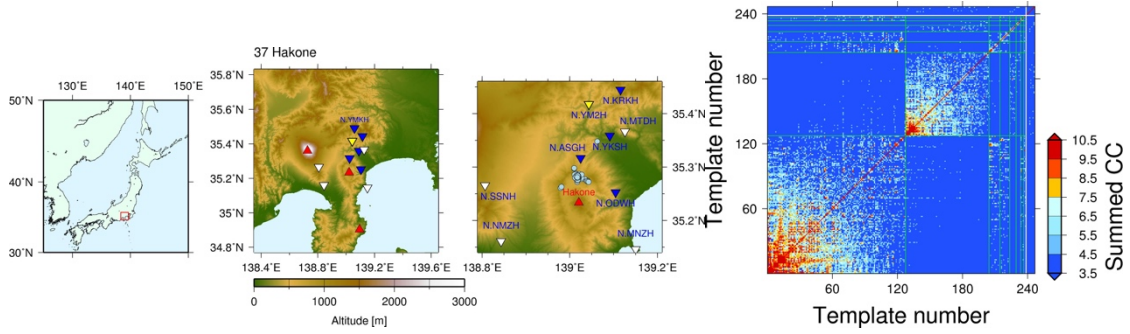 37 Hakone
130˚E
140˚E
150˚E
50˚N
40˚N
30˚N
35.8˚N
35.6˚N
35.4˚N
35.2˚N
35˚N
34.8˚N
138.4˚E
138.8˚E
139.2˚E
139.6˚E
N.YMKH
0
1000
2000
3000
Altitude [m]
N.KRKH
N.YM2H
N.MTDH
N.YKSH
N.ASGH
Hakone
N.ODWH
N.SSNH
N.NMZH
N.MNZH
35.4˚N
35.3˚N
35.2˚N
138.8˚E
139˚E
139.2˚E
Template number
240
180
120
60
60
120
180
240
Template number
10.5
9.5
8.5
7.5
6.5
5.5
4.5
3.5
Summed CC